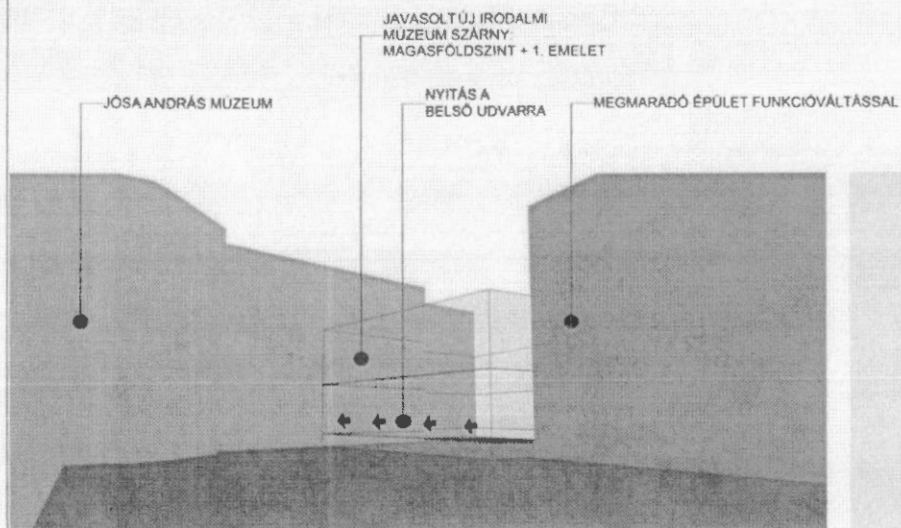 JAVASOLT ÚJ IRODALMI
MÚZEUM SZÁRNY:
MAGASFÖLDSZINT + 1. EMELET
JÓSA ANDRÁS MÚZEUM
NYITÁS A
BELSŐ UDVARRA
MEGMARADÓ ÉPÜLET FUNKCIÓVÁLTÁSSAL